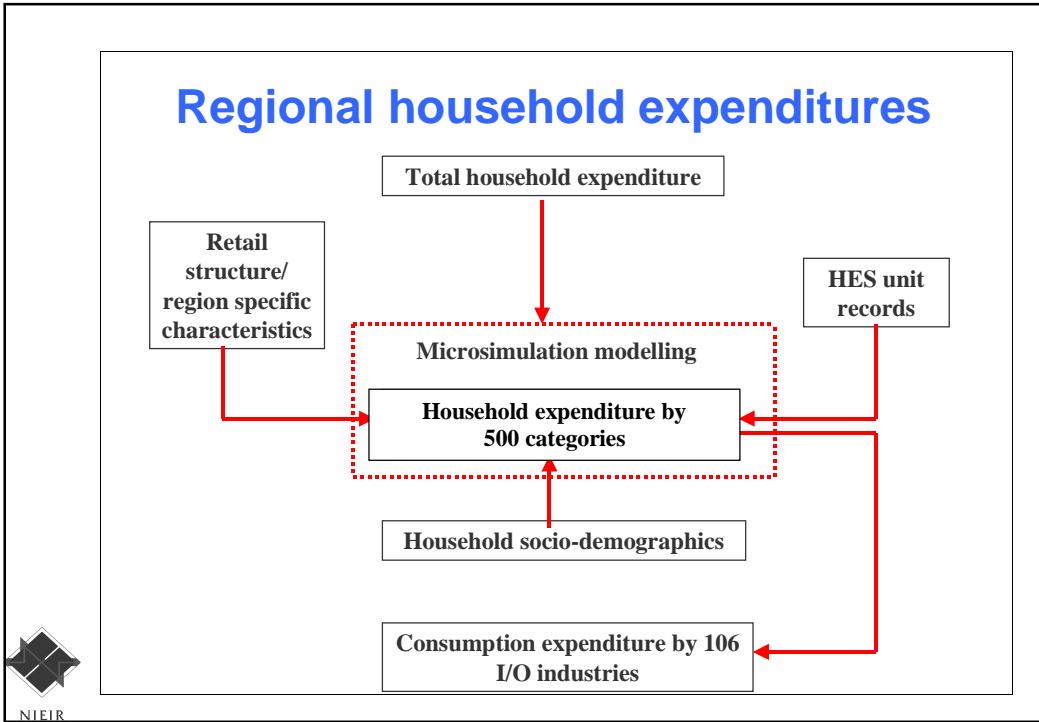 Regional household expenditures
Total household expenditure
Retail
structure/
region specific
characteristics
HES unit
records
Microsimulation modelling
Household expenditure by
500 categories
Household socio-demographics
Consumption expenditure by 106
I/O industries
NIEIR